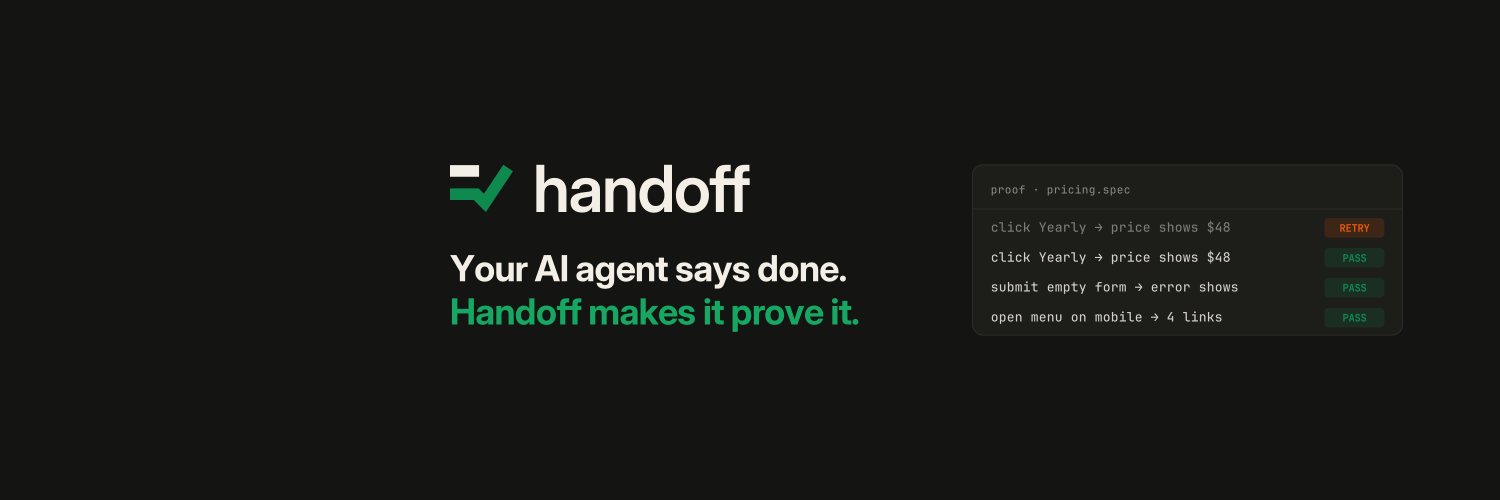 handoff
Your AI agent says done.
Handoff makes it prove it.
proof · pricing.spec
click Yearly → price shows $48 RETRY
click Yearly → price shows $48 PASS
submit empty form → error shows PASS
open menu on mobile → 4 links PASS